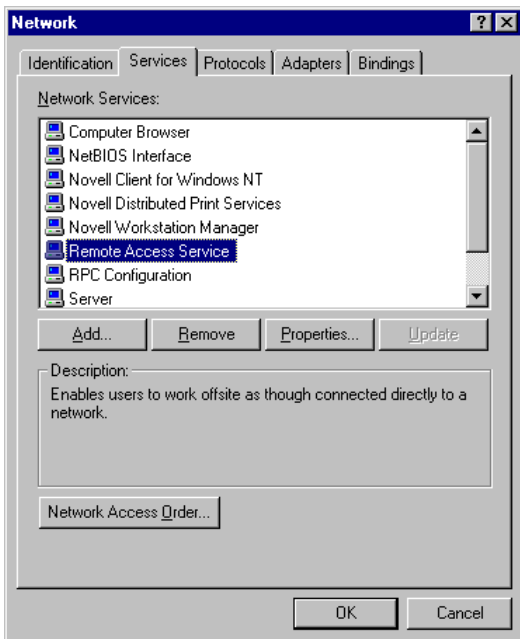 Network
Identification Services Protocols Adapters Bindings
Network Services:
Computer Browser
NetBIOS Interface
Novell Client for Windows NT
Novell Distributed Print Services
Novell Workstation Manager
Remote Access Service
RPC Configuration
Server
Add... Remove Properties... Update
Description:
Enables users to work offsite as though connected directly to a
network.
Network Access Order...
OK Cancel